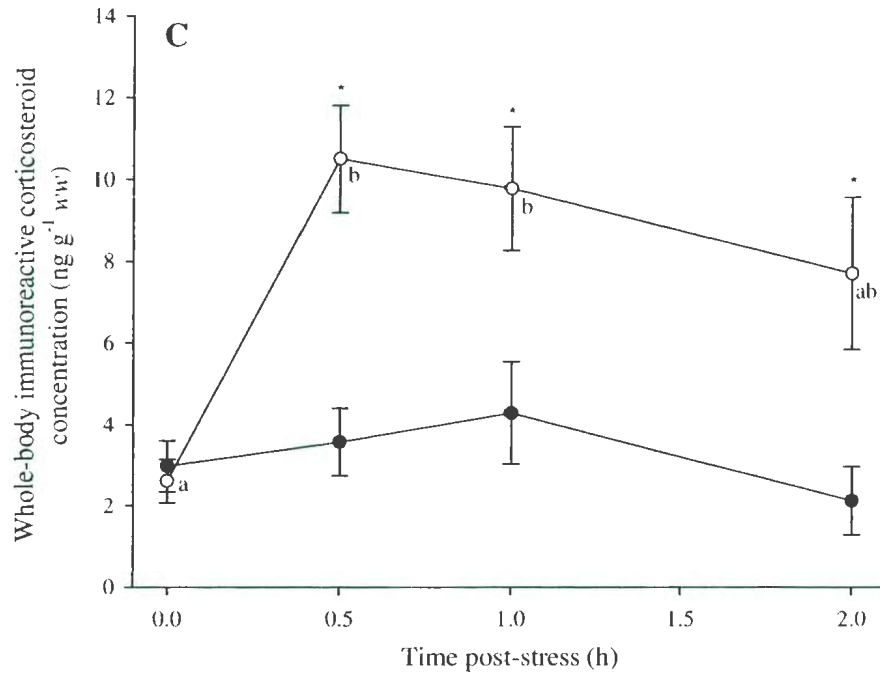 C
Whole-body immunoreactive corticosteroid
concentration (ng g⁻¹ ww)
14
12
10
8
6
4
2
0
*
*
*
b
b
ab
a
0.0
0.5
1.0
1.5
2.0
Time post-stress (h)